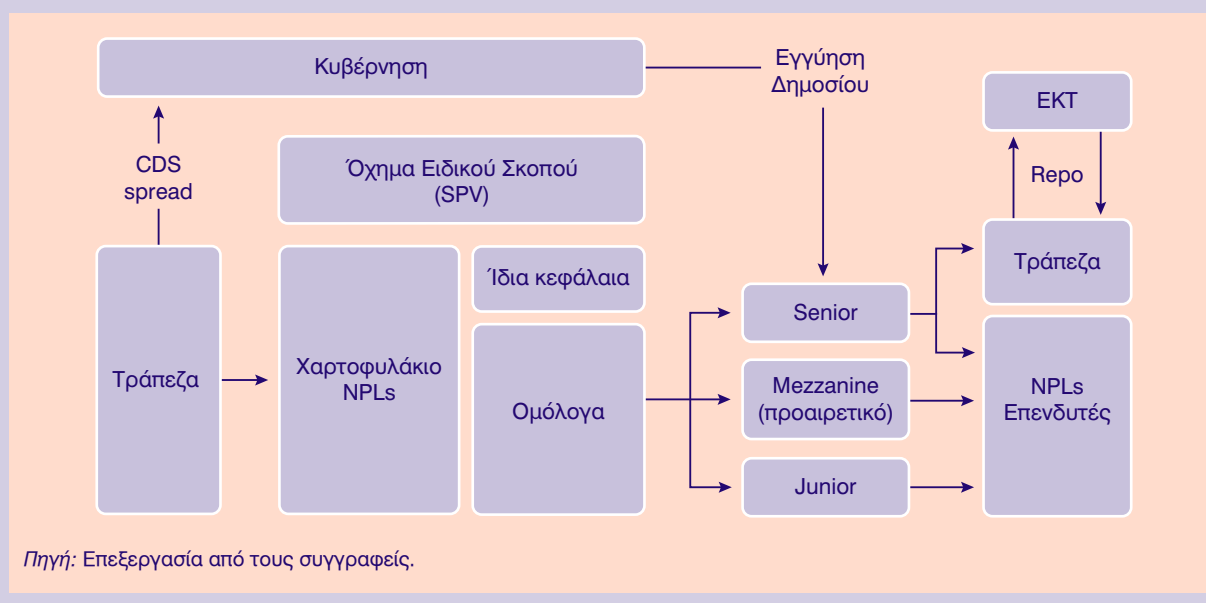 Κυβέρνηση
Εγγύηση
Δημοσίου
ΕΚΤ
CDS
spread
Όχημα Ειδικού Σκοπού
(SPV)
Repo
Τράπεζα
Χαρτοφυλάκιο
NPLs
Ίδια κεφάλαια
Ομόλογα
Senior
Mezzanine
(προαιρετικό)
Junior
Τράπεζα
NPLs
Επενδυτές
Πηγή: Επεξεργασία από τους συγγραφείς.